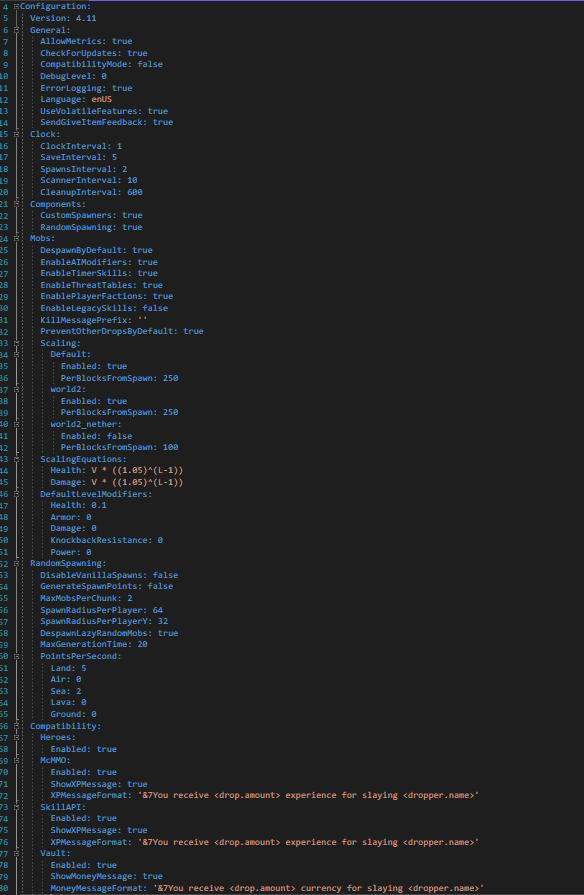 4 Configuration:
5 Version: 4.11
6 General:
7 AllowMetrics: true
8 CheckForUpdates: true
9 CompatibilityMode: false
10 DebugLevel: 0
11 ErrorLogging: true
12 Language: enUS
13 UseVolatileFeatures: true
14 SendGiveItemFeedback: true
15 Clock:
16 ClockInterval: 1
17 SaveInterval: 5
18 SpawnsInterval: 2
19 ScannerInterval: 10
20 CleanupInterval: 600
21 Components:
22 CustomSpawners: true
23 RandomSpawning: true
24 Mobs:
25 DespawnByDefault: true
26 EnableAIModifiers: true
27 EnableTimerSkills: true
28 EnableThreatTables: true
29 EnablePlayerFactions: true
30 EnableLegacySkills: false
31 KillMessagePrefix: ''
32 PreventOtherDropsByDefault: true
33 Scaling:
34 Default:
35 Enabled: true
36 PerBlocksFromSpawn: 250
37 world2:
38 Enabled: true
39 PerBlocksFromSpawn: 250
40 world2_nether:
41 Enabled: false
42 PerBlocksFromSpawn: 100
43 ScalingEquations:
44 Health: V * ((1.05)^(L-1))
45 Damage: V * ((1.05)^(L-1))
46 DefaultLevelModifiers:
47 Health: 0.1
48 Armor: 0
49 Damage: 0
50 KnockbackResistance: 0
51 Power: 0
52 RandomSpawning:
53 DisableVanillaSpawns: false
54 GenerateSpawnPoints: false
55 MaxMobsPerChunk: 2
56 SpawnRadiusPerPlayer: 64
57 SpawnRadiusPerPlayerY: 32
58 DespawnLazyRandomMobs: true
59 MaxGenerationTime: 20
60 PointsPerSecond:
61 Land: 5
62 Air: 0
63 Sea: 2
64 Lava: 0
65 Ground: 0
66 Compatibility:
67 Heroes:
68 Enabled: true
69 McMMO:
70 Enabled: true
71 ShowXPMessage: true
72 XPMessageFormat: '&7You receive <drop.amount> experience for slaying <dropper.name>'
73 SkillAPI:
74 Enabled: true
75 ShowXPMessage: true
76 XPMessageFormat: '&7You receive <drop.amount> experience for slaying <dropper.name>'
77 Vault:
78 Enabled: true
79 ShowMoneyMessage: true
80 MoneyMessageFormat: '&7You receive <drop.amount> currency for slaying <dropper.name>'